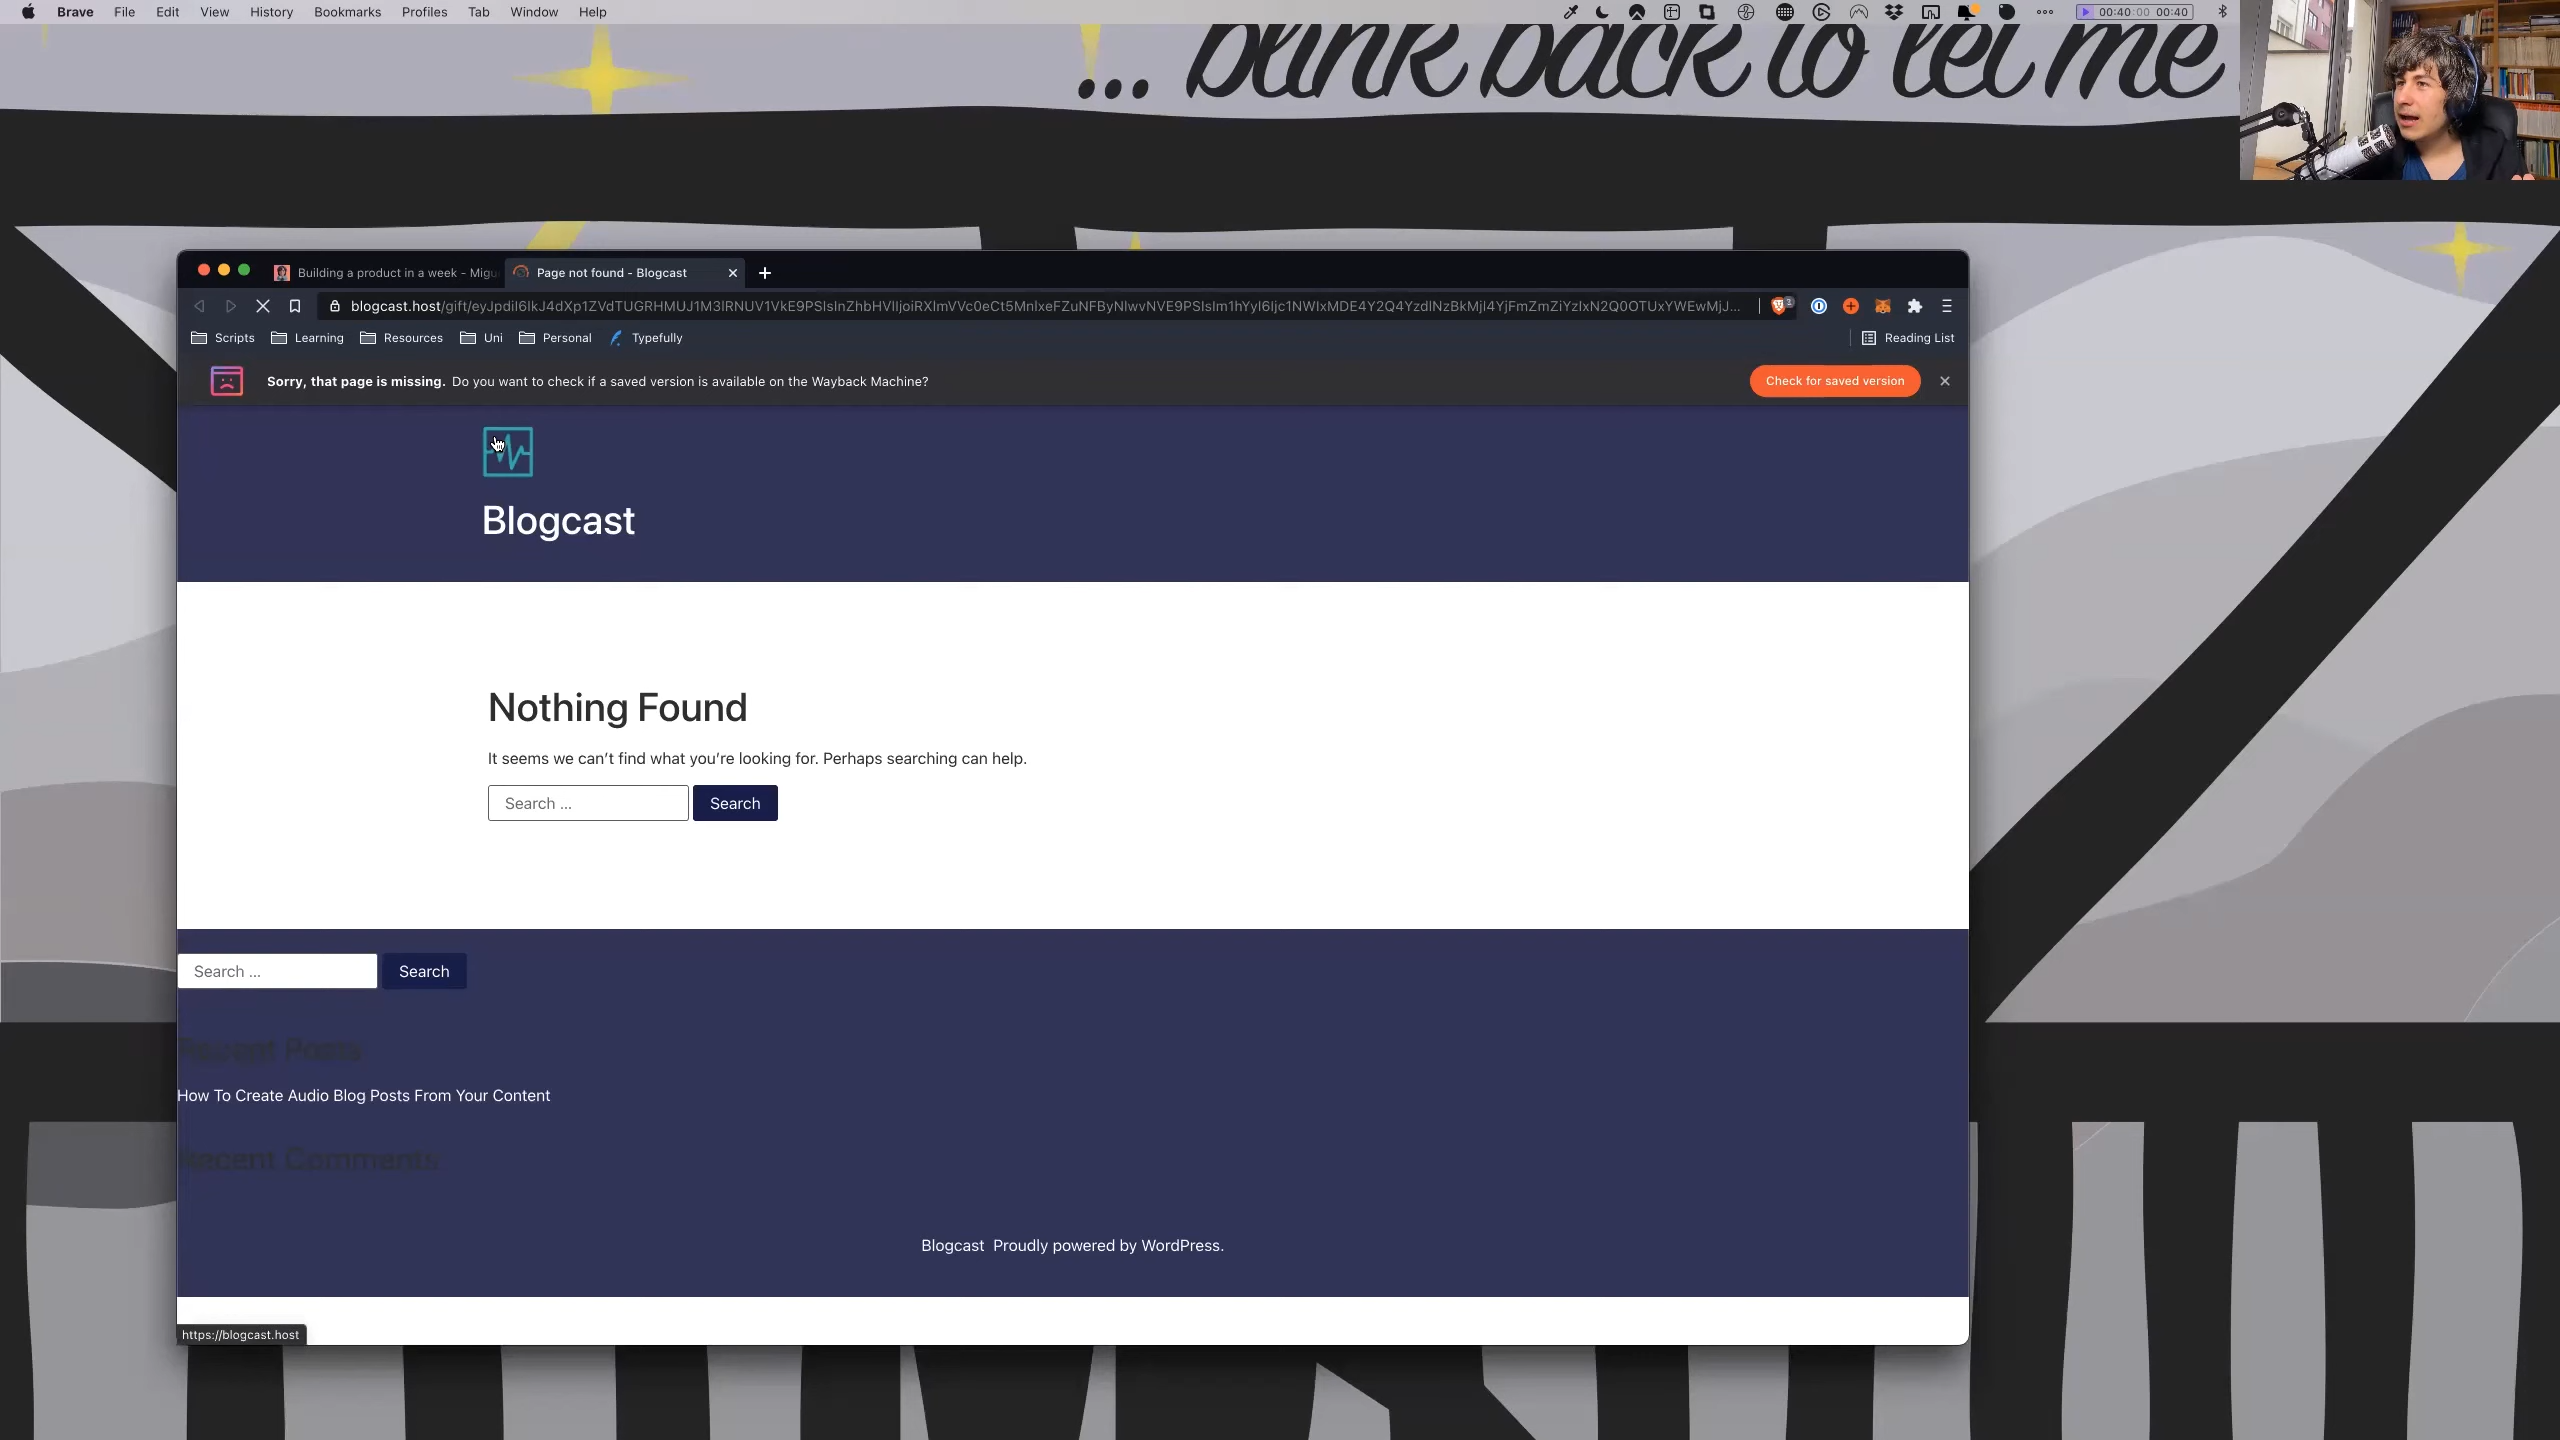 Brave File Edit View History Bookmarks Profiles Tab Window Help
00:40:00 00:40
... blink back to let me
Building a product in a week - Migu
Page not found - Blogcast
Scripts Learning Resources Uni Personal Typefully Reading List
Sorry, that page is missing. Do you want to check if a saved version is available on the Wayback Machine? Check for saved version
Blogcast
Nothing Found
It seems we can’t find what you’re looking for. Perhaps searching can help.
Search ... Search
Search ... Search
Recent Posts
How To Create Audio Blog Posts From Your Content
Recent Comments
Blogcast Proudly powered by WordPress.
https://blogcast.host